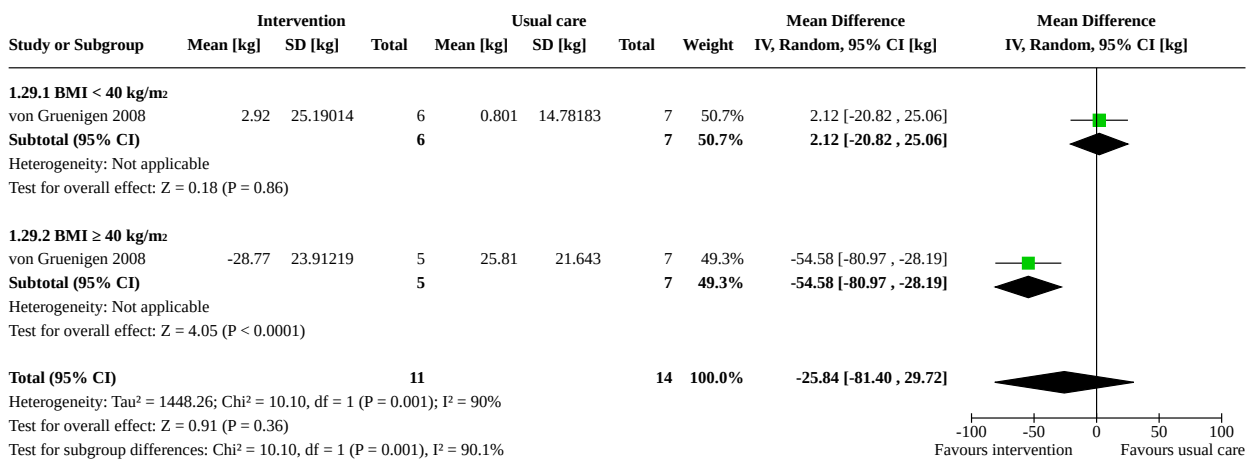 Intervention Usual care Mean Difference Mean Difference
Study or Subgroup Mean [kg] SD [kg] Total Mean [kg] SD [kg] Total Weight IV, Random, 95% CI [kg] IV, Random, 95% CI [kg]
1.29.1 BMI < 40 kg/m2
von Gruenigen 2008 2.92 25.19014 6 0.801 14.78183 7 50.7% 2.12 [-20.82 , 25.06]
Subtotal (95% CI) 6 7 50.7% 2.12 [-20.82 , 25.06]
Heterogeneity: Not applicable
Test for overall effect: Z = 0.18 (P = 0.86)
1.29.2 BMI ≥ 40 kg/m2
von Gruenigen 2008 -28.77 23.91219 5 25.81 21.643 7 49.3% -54.58 [-80.97 , -28.19]
Subtotal (95% CI) 5 7 49.3% -54.58 [-80.97 , -28.19]
Heterogeneity: Not applicable
Test for overall effect: Z = 4.05 (P < 0.0001)
Total (95% CI) 11 14 100.0% -25.84 [-81.40 , 29.72]
Heterogeneity: Tau² = 1448.26; Chi² = 10.10, df = 1 (P = 0.001); I² = 90%
Test for overall effect: Z = 0.91 (P = 0.36)
-100 -50 0 50 100
Test for subgroup differences: Chi² = 10.10, df = 1 (P = 0.001), I² = 90.1% Favours intervention Favours usual care